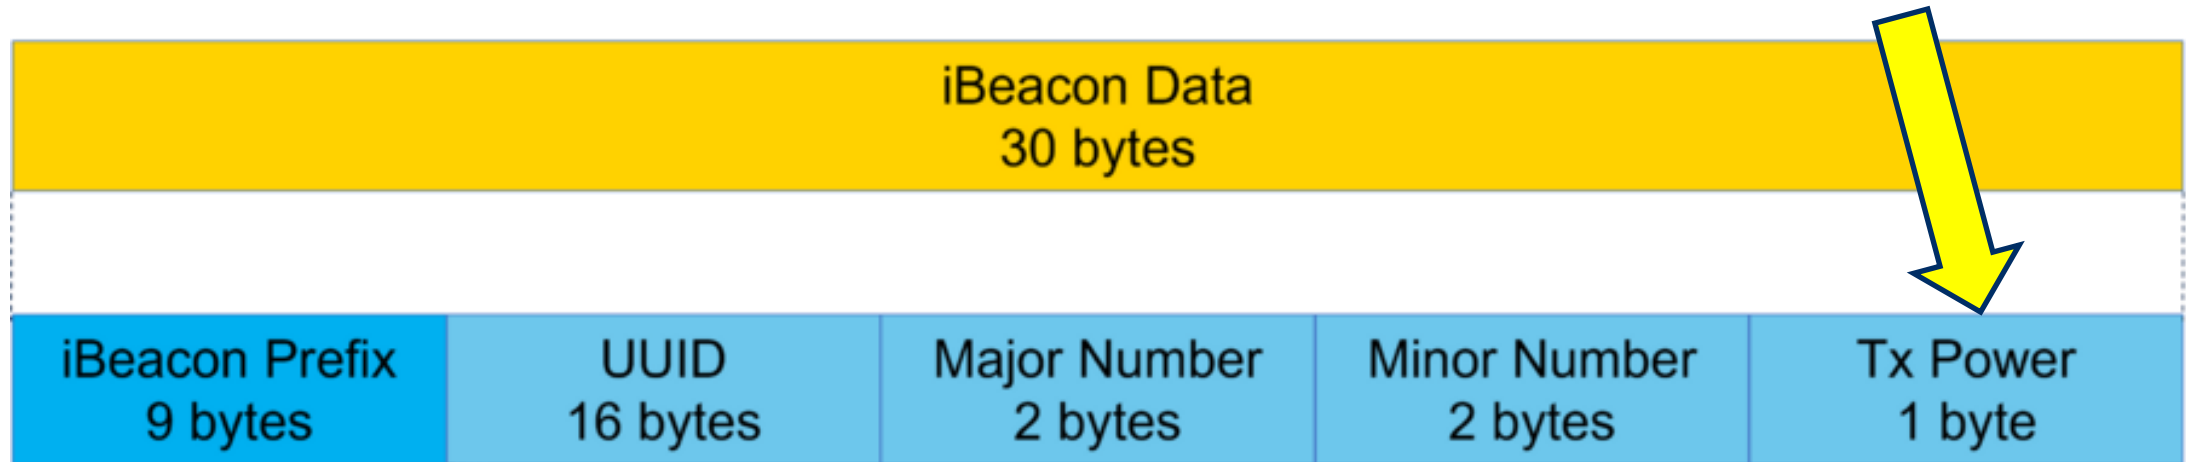 iBeacon Data
30 bytes
iBeacon Prefix
9 bytes
UUID
16 bytes
Major Number
2 bytes
Minor Number
2 bytes
Tx Power
1 byte